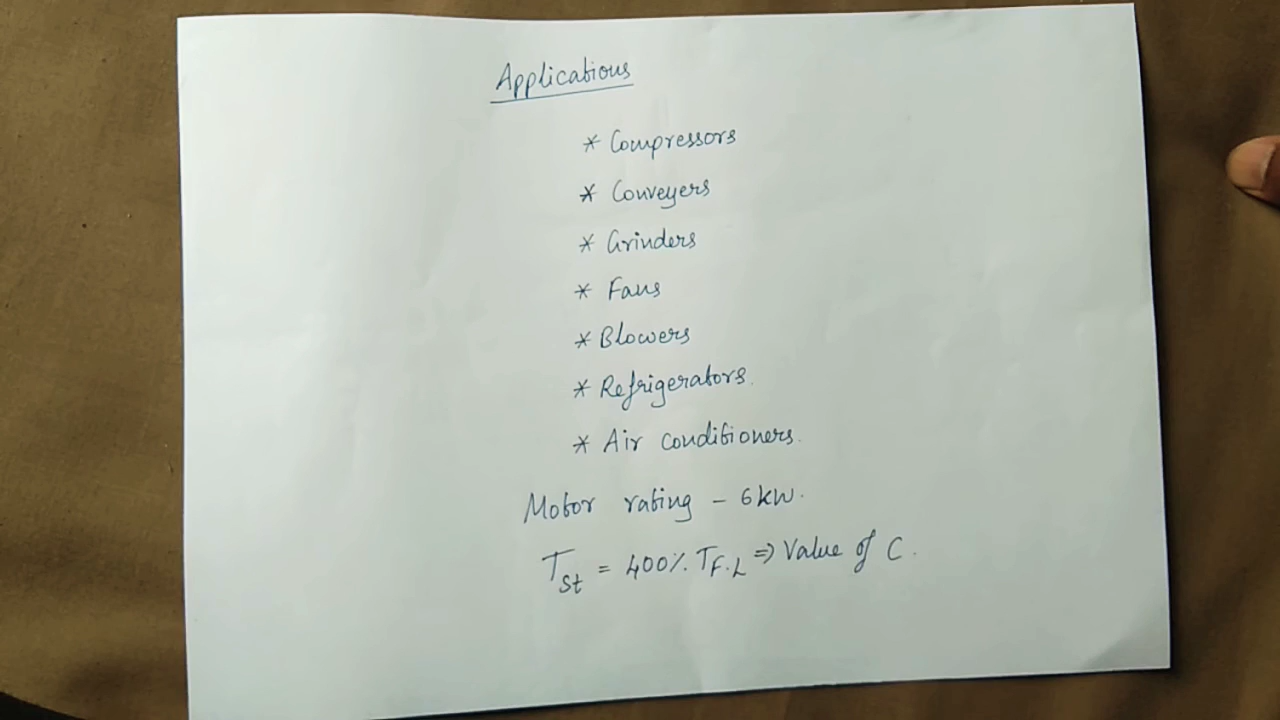 Applications
* Compressors
* Conveyers
* Grinders
* Fans
* Blowers
* Refrigerators.
* Air conditioners.
Motor rating - 6kw.
Tst = 400% TF.L => Value of C.